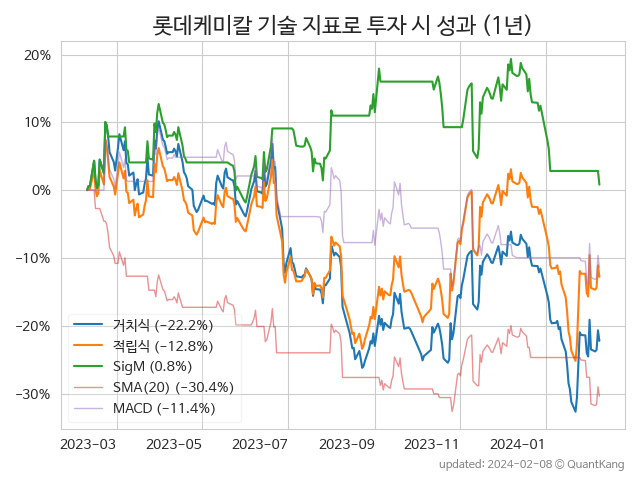 롯데케미칼 기술 지표로 투자 시 성과 (1년)
20%
10%
0%
−10%
−20%
−30%
거치식 (−22.2%)
적립식 (−12.8%)
SigM (0.8%)
SMA(20) (−30.4%)
MACD (−11.4%)
2023-03 2023-05 2023-07 2023-09 2023-11 2024-01
updated: 2024-02-08 © QuantKang